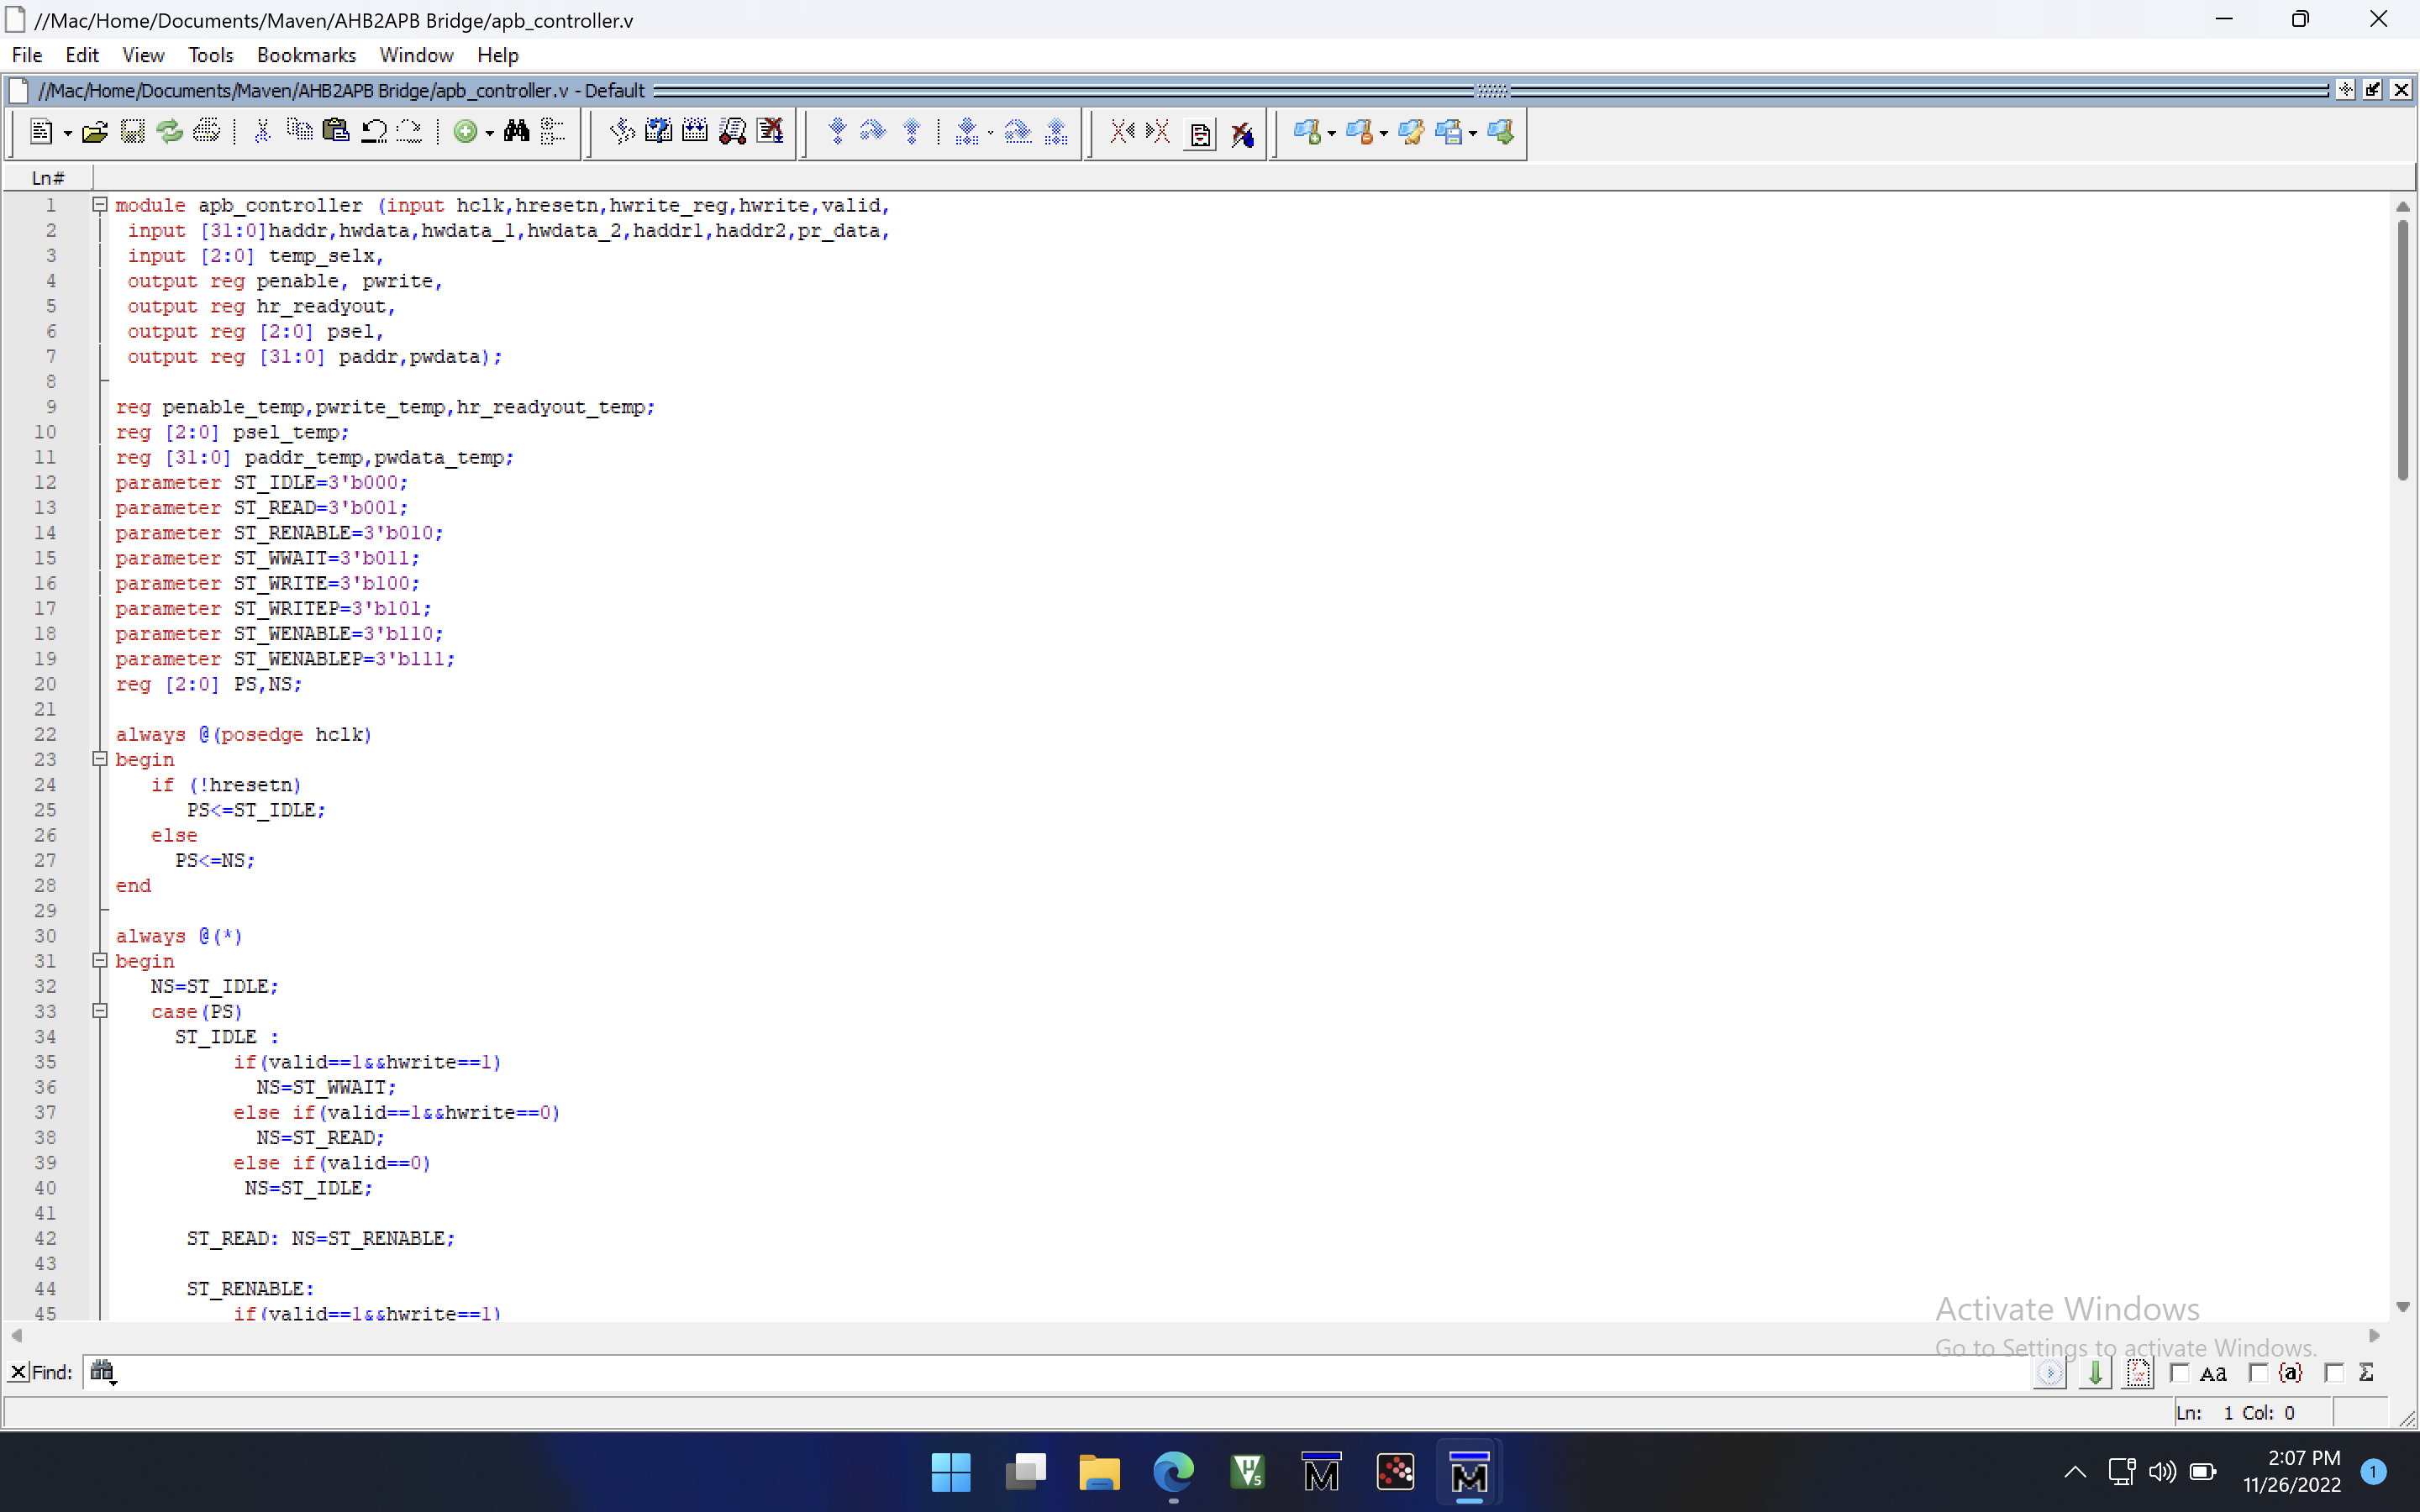 //Mac/Home/Documents/Maven/AHB2APB Bridge/apb_controller.v
File Edit View Tools Bookmarks Window Help
//Mac/Home/Documents/Maven/AHB2APB Bridge/apb_controller.v - Default
Ln#
1 module apb_controller (input hclk,hresetn,hwrite_reg,hwrite,valid,
2 input [31:0]haddr,hwdata,hwdata_1,hwdata_2,haddr1,haddr2,pr_data,
3 input [2:0] temp_selx,
4 output reg penable, pwrite,
5 output reg hr_readyout,
6 output reg [2:0] psel,
7 output reg [31:0] paddr,pwdata);
8
9 reg penable_temp,pwrite_temp,hr_readyout_temp;
10 reg [2:0] psel_temp;
11 reg [31:0] paddr_temp,pwdata_temp;
12 parameter ST_IDLE=3'b000;
13 parameter ST_READ=3'b001;
14 parameter ST_RENABLE=3'b010;
15 parameter ST_WWAIT=3'b011;
16 parameter ST_WRITE=3'b100;
17 parameter ST_WRITEP=3'b101;
18 parameter ST_WENABLE=3'b110;
19 parameter ST_WENABLEP=3'b111;
20 reg [2:0] PS,NS;
21
22 always @(posedge hclk)
23 begin
24 if (!hresetn)
25 PS<=ST_IDLE;
26 else
27 PS<=NS;
28 end
29
30 always @(*)
31 begin
32 NS=ST_IDLE;
33 case(PS)
34 ST_IDLE :
35 if(valid==1&&hwrite==1)
36 NS=ST_WWAIT;
37 else if(valid==1&&hwrite==0)
38 NS=ST_READ;
39 else if(valid==0)
40 NS=ST_IDLE;
41
42 ST_READ: NS=ST_RENABLE;
43
44 ST_RENABLE:
45 if(valid==1&&hwrite==1)
Activate Windows
Go to Settings to activate Windows.
Find: Aa {a} Σ
Ln: 1 Col: 0
2:07 PM
11/26/2022 1